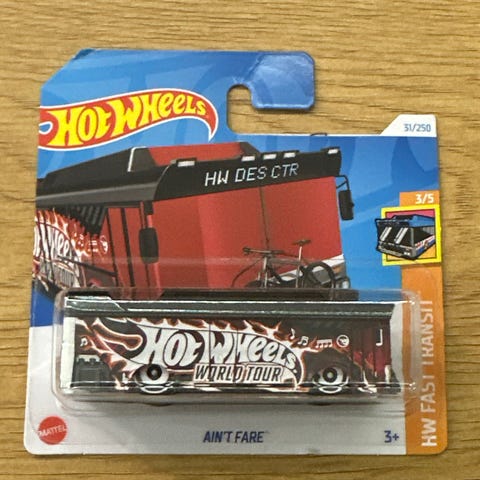 HOT WHEELS
31/250
HW DES CTR
3/5
HW FAST TRANSIT
HOT WHEELS
WORLD TOUR
MATTEL
AIN'T FARE
3+